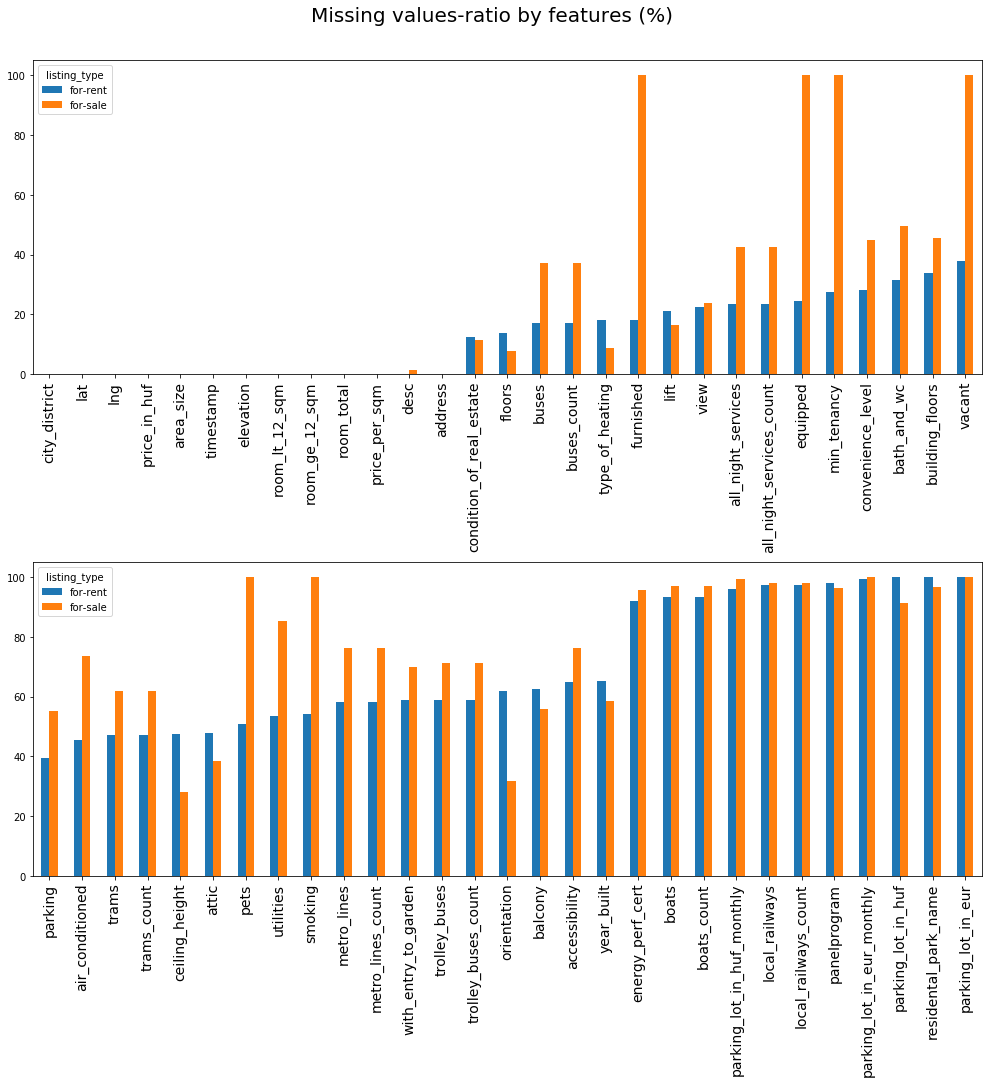 Missing values-ratio by features (%)
listing_type
for-rent
for-sale
100
80
60
40
20
0
city_district
lat
lng
price_in_huf
area_size
timestamp
elevation
room_lt_12_sqm
room_ge_12_sqm
room_total
price_per_sqm
desc
address
condition_of_real_estate
floors
buses
buses_count
type_of_heating
furnished
lift
view
all_night_services
all_night_services_count
equipped
min_tenancy
convenience_level
bath_and_wc
building_floors
vacant
listing_type
for-rent
for-sale
100
80
60
40
20
0
parking
air_conditioned
trams
trams_count
ceiling_height
attic
pets
utilities
smoking
metro_lines
metro_lines_count
with_entry_to_garden
trolley_buses
trolley_buses_count
orientation
balcony
accessibility
year_built
energy_perf_cert
boats
boats_count
parking_lot_in_huf_monthly
local_railways
local_railways_count
panelprogram
parking_lot_in_eur_monthly
parking_lot_in_huf
residental_park_name
parking_lot_in_eur